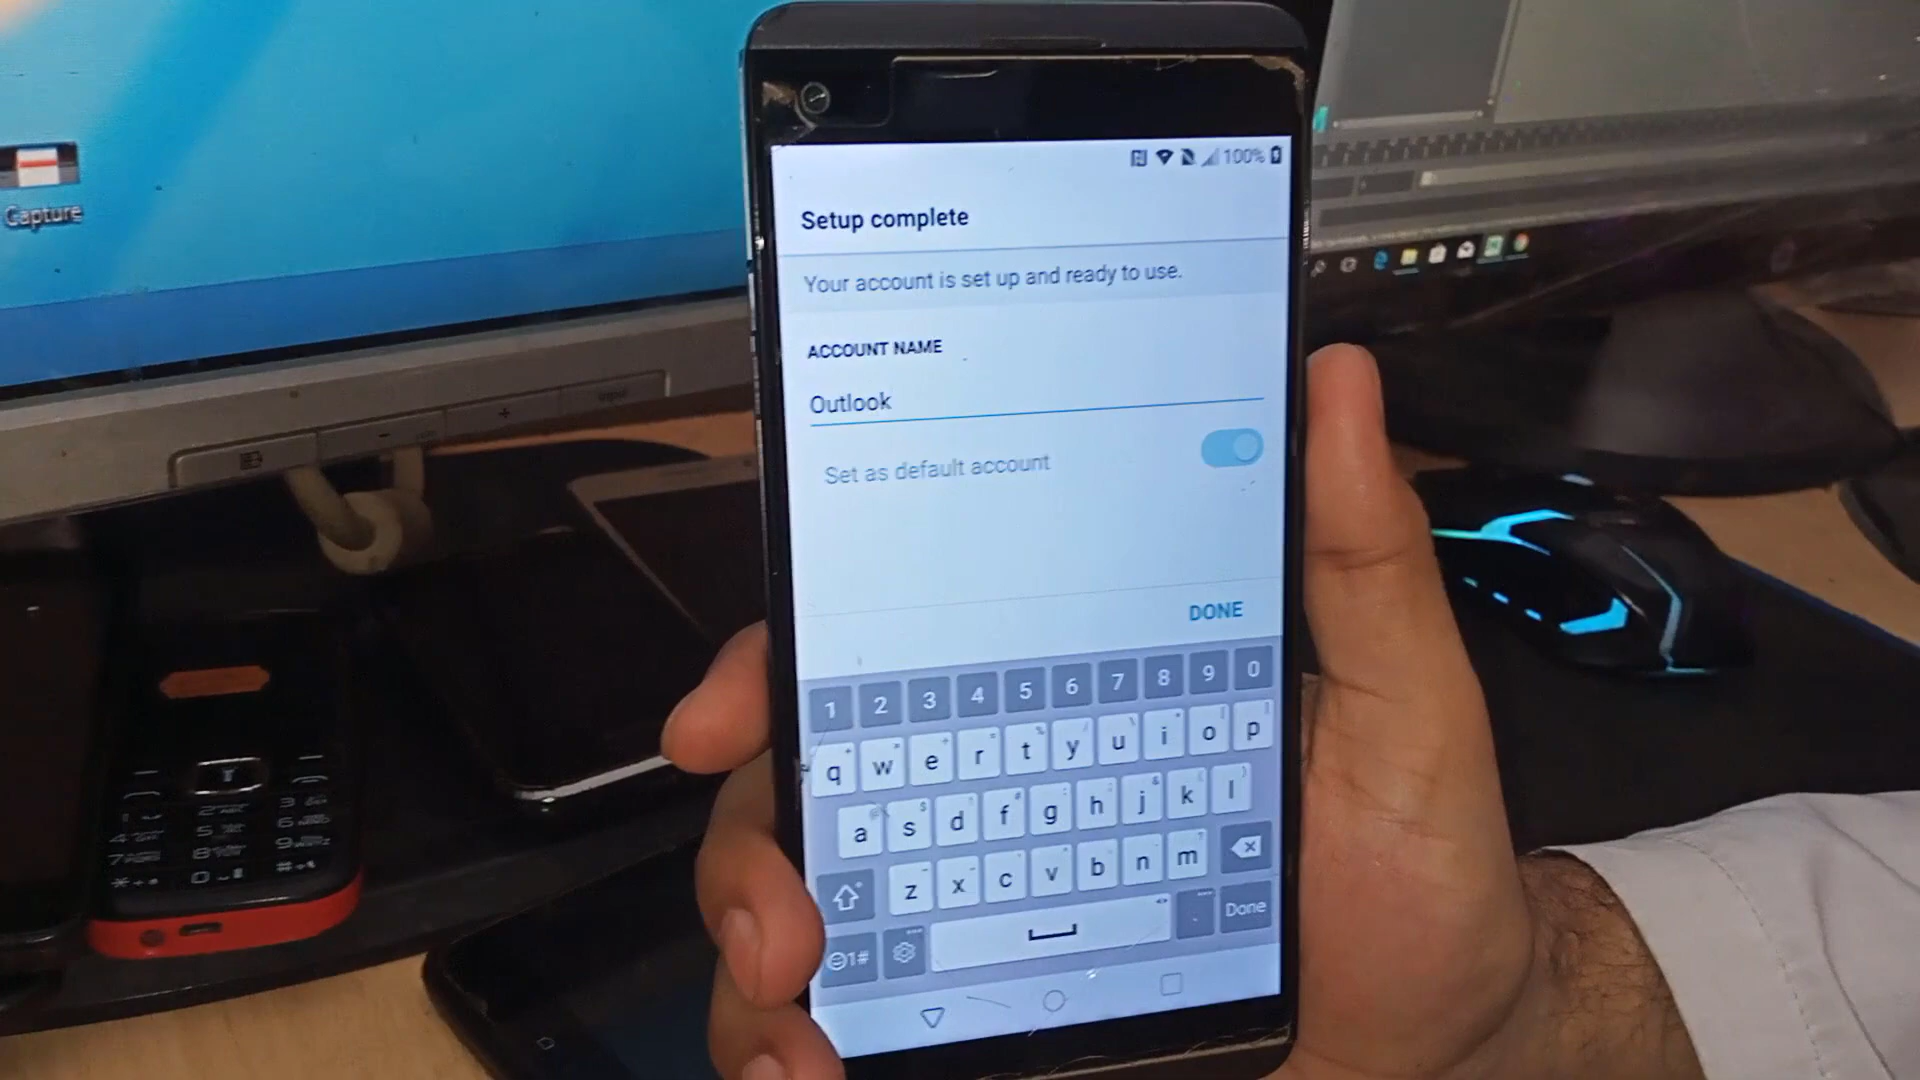 Capture
100%
Setup complete
Your account is set up and ready to use.
ACCOUNT NAME
Outlook
Set as default account
DONE
1 2 3 4 5 6 7 8 9 0
q w e r t y u i o p
a s d f g h j k l
z x c v b n m
1# . Done